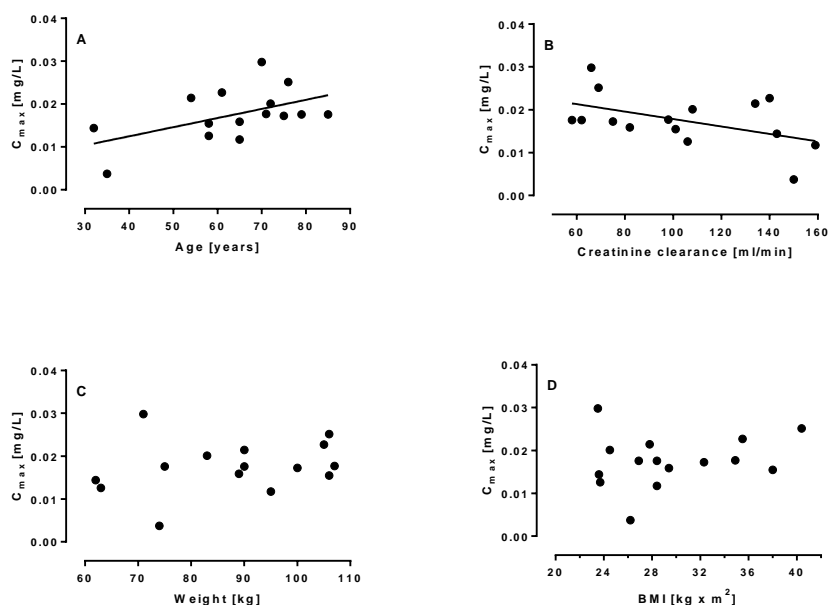 A
C max [mg/L]
0.04
0.03
0.02
0.01
0.00
30 40 50 60 70 80 90
Age [years]
B
C max [mg/L]
0.04
0.03
0.02
0.01
0.00
60 80 100 120 140 160
Creatinine clearance [ml/min]
C
C max [mg/L]
0.04
0.03
0.02
0.01
0.00
60 70 80 90 100 110
Weight [kg]
D
C max [mg/L]
0.04
0.03
0.02
0.01
0.00
20 24 28 32 36 40
BMI [kg x m²]